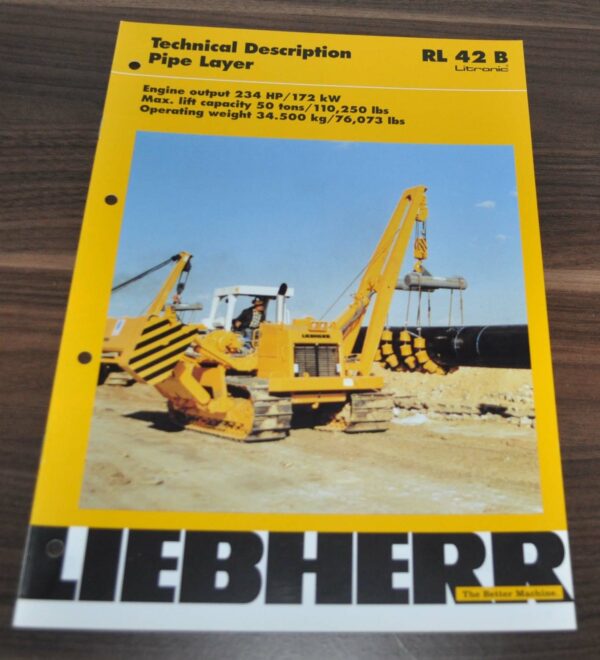 Technical Description
Pipe Layer
RL 42 B
Litronic
Engine output 234 HP/172 kW
Max. lift capacity 50 tons/110,250 lbs
Operating weight 34.500 kg/76,073 lbs
LIEBHERR
LIEBHERR
The Better Machine.